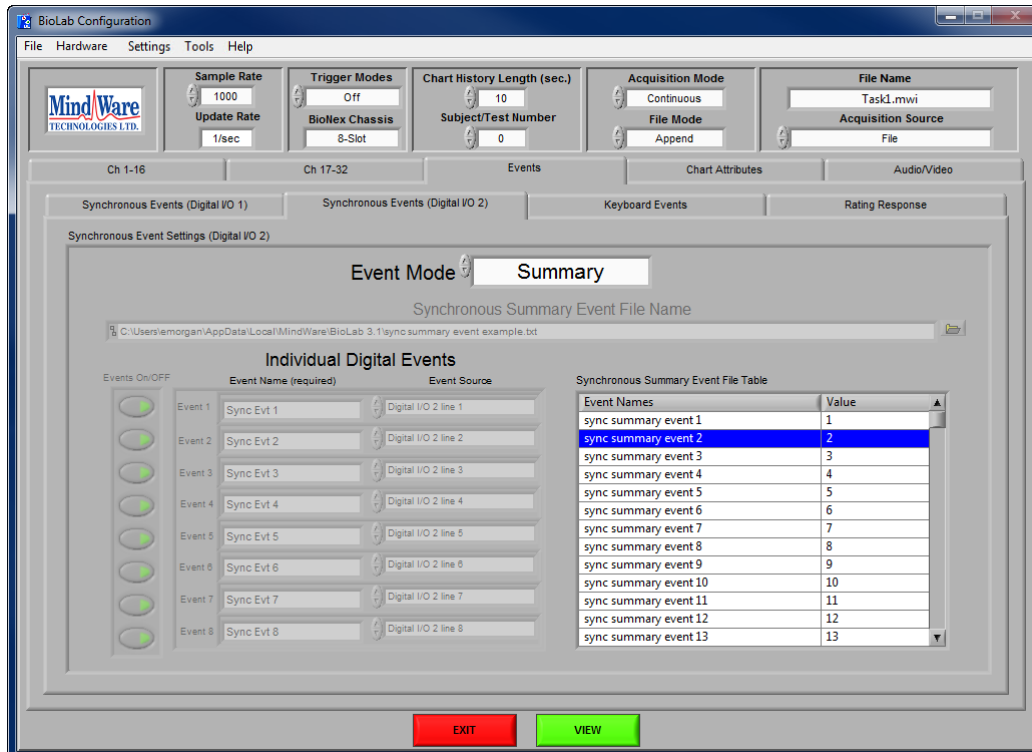 BioLab Configuration
File Hardware Settings Tools Help
MindWare
TECHNOLOGIES LTD.
Sample Rate
1000
Update Rate
1/sec
Trigger Modes
Off
BioNex Chassis
8-Slot
Chart History Length (sec.)
10
Subject/Test Number
0
Acquisition Mode
Continuous
File Mode
Append
File Name
Task1.mwi
Acquisition Source
File
Ch 1-16 Ch 17-32 Events Chart Attributes Audio/Video
Synchronous Events (Digital I/O 1) Synchronous Events (Digital I/O 2) Keyboard Events Rating Response
Synchronous Event Settings (Digital I/O 2)
Event Mode Summary
Synchronous Summary Event File Name
C:\Users\emorgan\AppData\Local\MindWare\BioLab 3.1\sync summary event example.txt
Individual Digital Events
Events On/OFF Event Name (required) Event Source
Event 1 Sync Evt 1 Digital I/O 2 line 1
Event 2 Sync Evt 2 Digital I/O 2 line 2
Event 3 Sync Evt 3 Digital I/O 2 line 3
Event 4 Sync Evt 4 Digital I/O 2 line 4
Event 5 Sync Evt 5 Digital I/O 2 line 5
Event 6 Sync Evt 6 Digital I/O 2 line 6
Event 7 Sync Evt 7 Digital I/O 2 line 7
Event 8 Sync Evt 8 Digital I/O 2 line 8
Synchronous Summary Event File Table
Event Names Value
sync summary event 1 1
sync summary event 2 2
sync summary event 3 3
sync summary event 4 4
sync summary event 5 5
sync summary event 6 6
sync summary event 7 7
sync summary event 8 8
sync summary event 9 9
sync summary event 10 10
sync summary event 11 11
sync summary event 12 12
sync summary event 13 13
EXIT VIEW